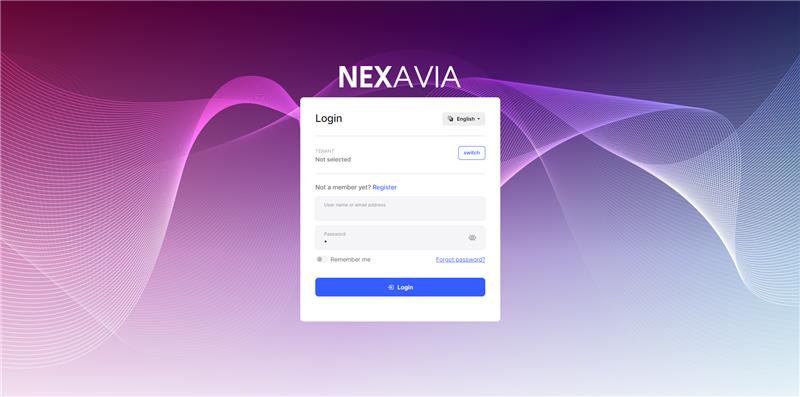 NEXAVIA
Login
English
TENANT
Not selected
switch
Not a member yet? Register
User name or email address
Password
•
Remember me
Forgot password?
Login